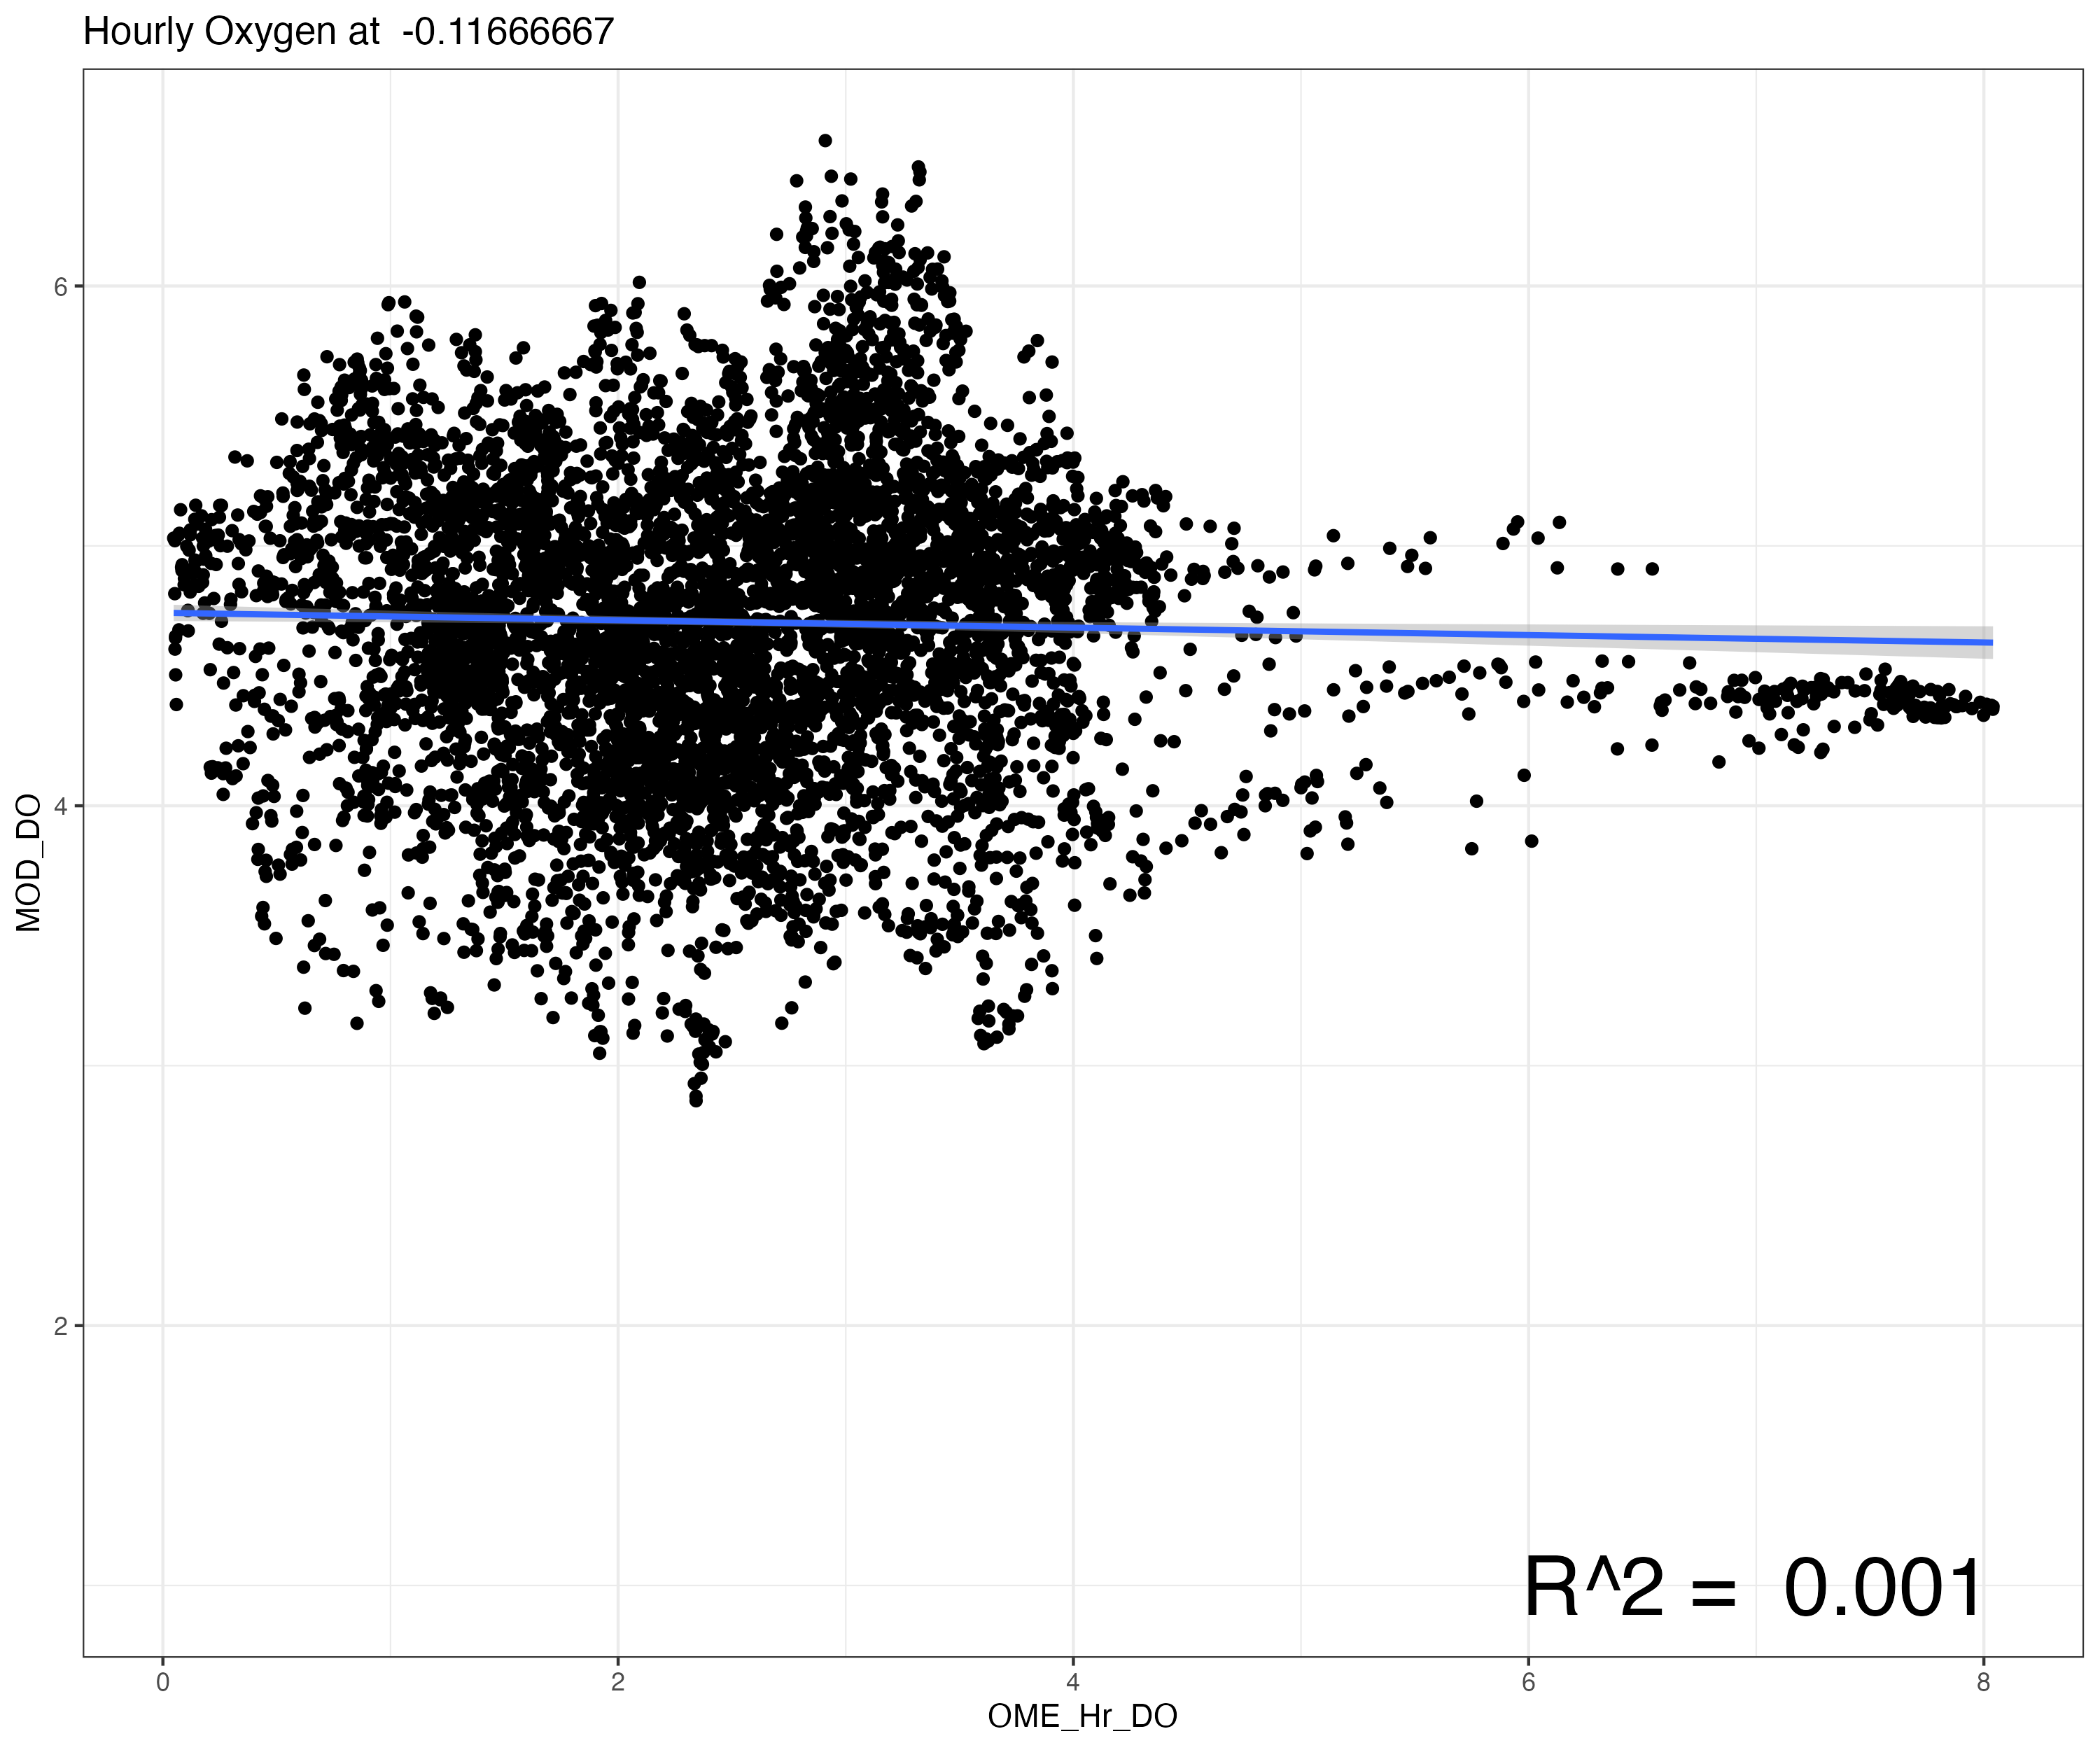 Hourly Oxygen at  -0.11666667
6
4
2
MOD_DO
R^2 =  0.001
0 2 4 6 8
OME_Hr_DO